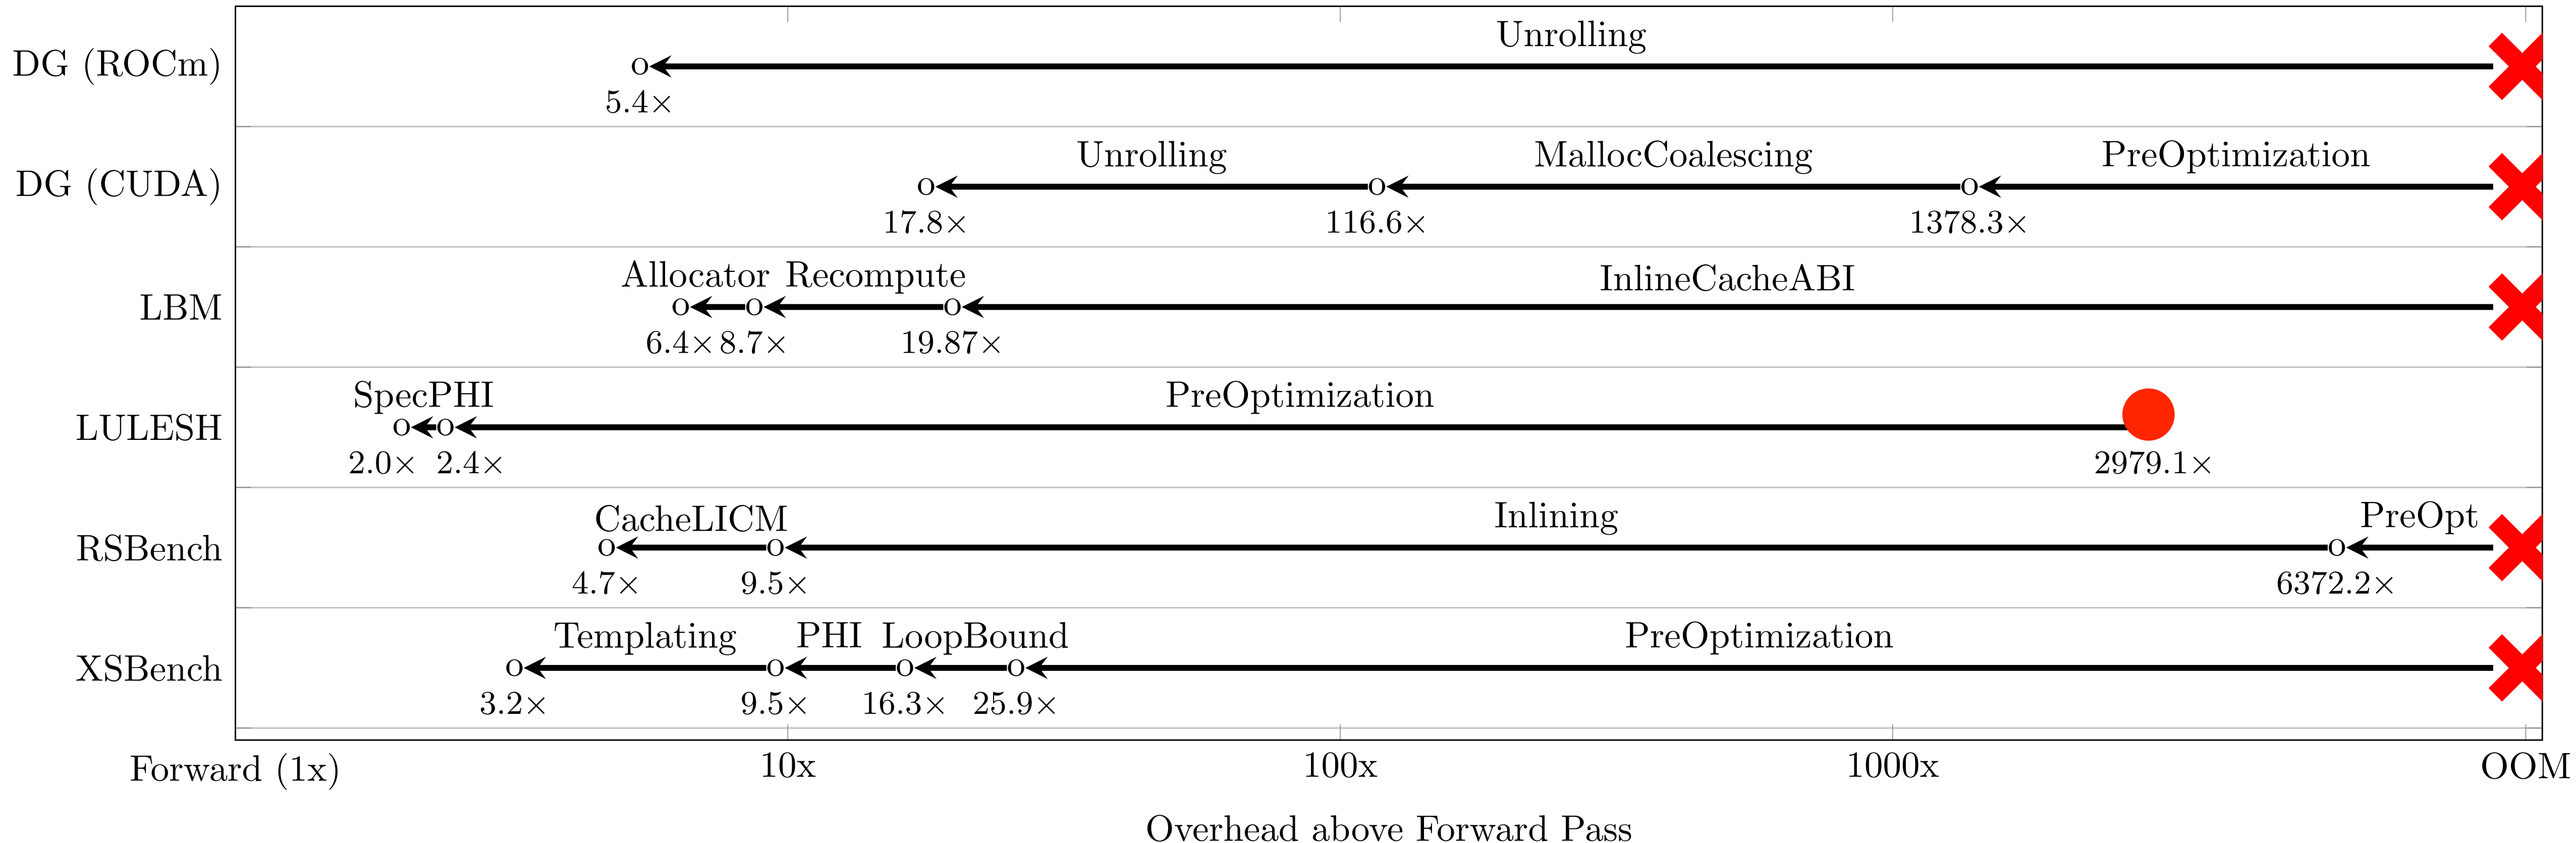 Unrolling
DG (ROCm)
5.4×
Unrolling MallocCoalescing PreOptimization
DG (CUDA)
17.8× 116.6× 1378.3×
Allocator Recompute InlineCacheABI
LBM
6.4× 8.7× 19.87×
SpecPHI PreOptimization
LULESH
2.0× 2.4× 2979.1×
CacheLICM Inlining PreOpt
RSBench
4.7× 9.5× 6372.2×
Templating PHI LoopBound PreOptimization
XSBench
3.2× 9.5× 16.3× 25.9×
Forward (1x) 10x 100x 1000x OOM
Overhead above Forward Pass